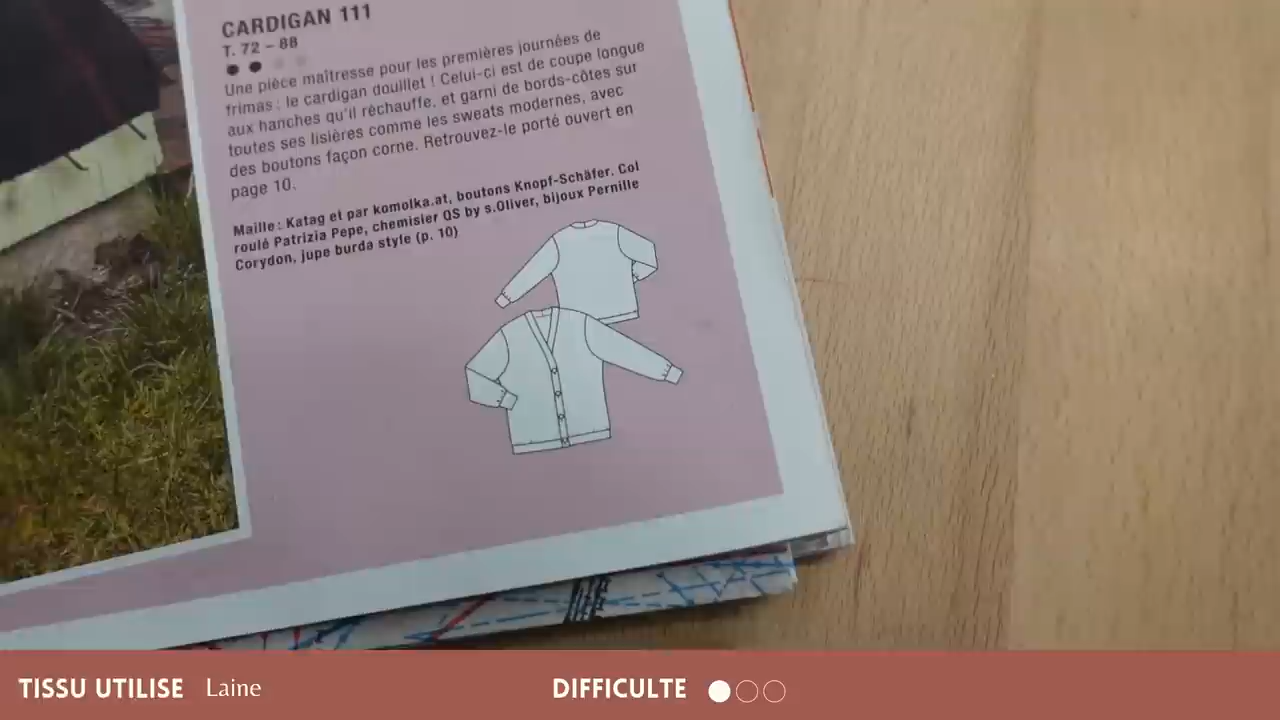 CARDIGAN 111
T. 72 – 88
Une pièce maîtresse pour les premières journées de
frimas : le cardigan douillet ! Celui-ci est de coupe longue
aux hanches qu'il réchauffe, et garni de bords-côtes sur
toutes ses lisières comme les sweats modernes, avec
des boutons façon corne. Retrouvez-le porté ouvert en
page 10.
Maille : Katag et par komolka.at, boutons Knopf-Schäfer. Col
roulé Patrizia Pepe, chemisier QS by s.Oliver, bijoux Pernille
Corydon, jupe burda style (p. 10)
TISSU UTILISE Laine
DIFFICULTE